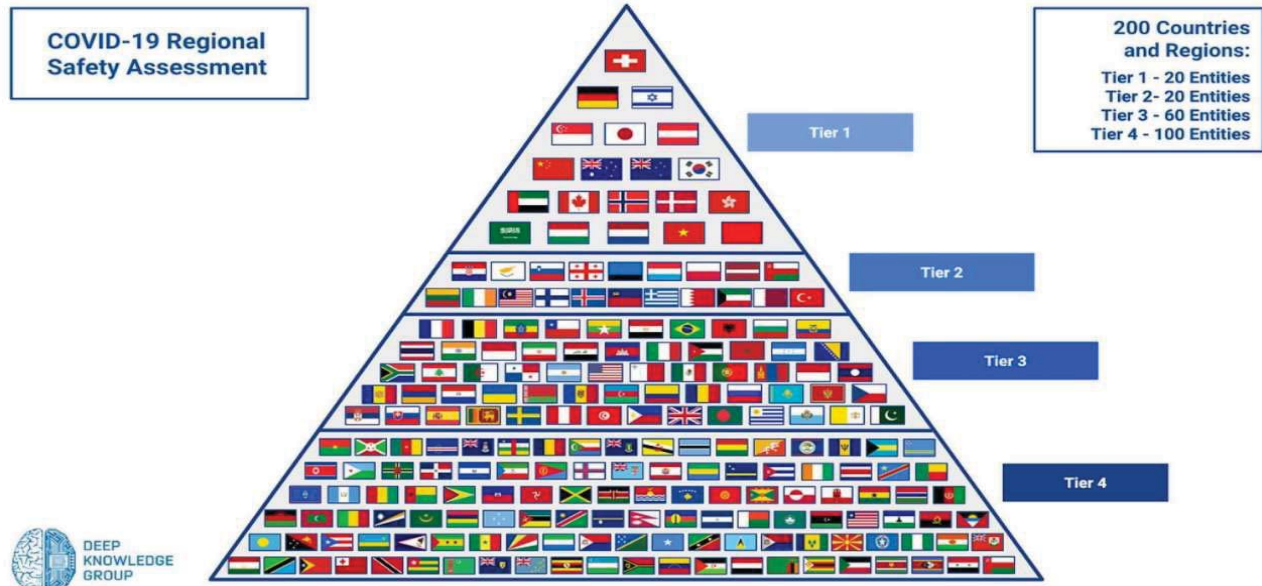 COVID-19 Regional
Safety Assessment
200 Countries
and Regions:
Tier 1 - 20 Entities
Tier 2- 20 Entities
Tier 3 - 60 Entities
Tier 4 - 100 Entities
Tier 1
Tier 2
Tier 3
Tier 4
DEEP
KNOWLEDGE
GROUP